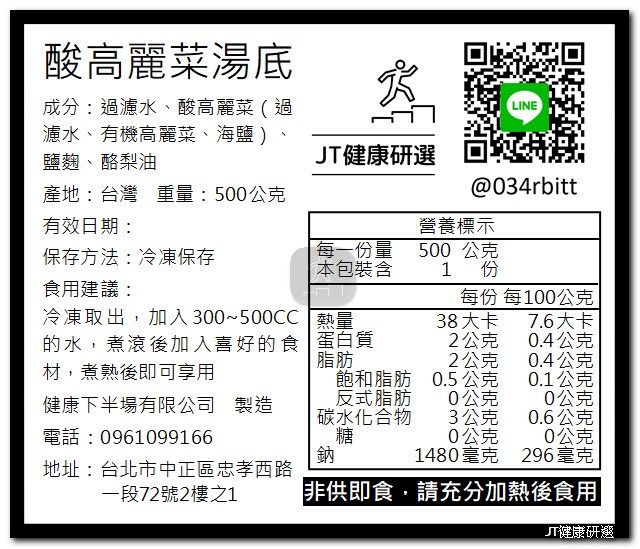 酸高麗菜湯底
成分：過濾水、酸高麗菜（過
濾水、有機高麗菜、海鹽）、
鹽麴、酪梨油
產地：台灣　重量：500公克
有效日期：
保存方法：冷凍保存
食用建議：
冷凍取出，加入300~500CC
的水，煮滾後加入喜好的食
材，煮熟後即可享用
健康下半場有限公司　製造
電話：0961099166
地址：台北市中正區忠孝西路
一段72號2樓之1
JT健康研選
LINE
@034rbitt
營養標示
每一份量 500 公克
本包裝含 1 份
每份 每100公克
熱量 38大卡 7.6大卡
蛋白質 2公克 0.4公克
脂肪 2公克 0.4公克
飽和脂肪 0.5公克 0.1公克
反式脂肪 0公克 0公克
碳水化合物 3公克 0.6公克
糖 0公克 0公克
鈉 1480毫克 296毫克
非供即食，請充分加熱後食用
JT健康研選